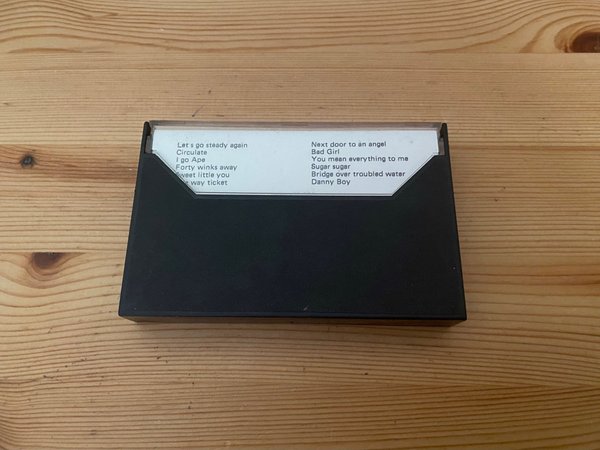 Let s go steady again
Circulate
I go Ape
Forty winks away
little you
way ticket
Next door to an angel
Bad Girl
You mean everything to me
Sugar sugar
Bridge over troubled water
Danny Boy